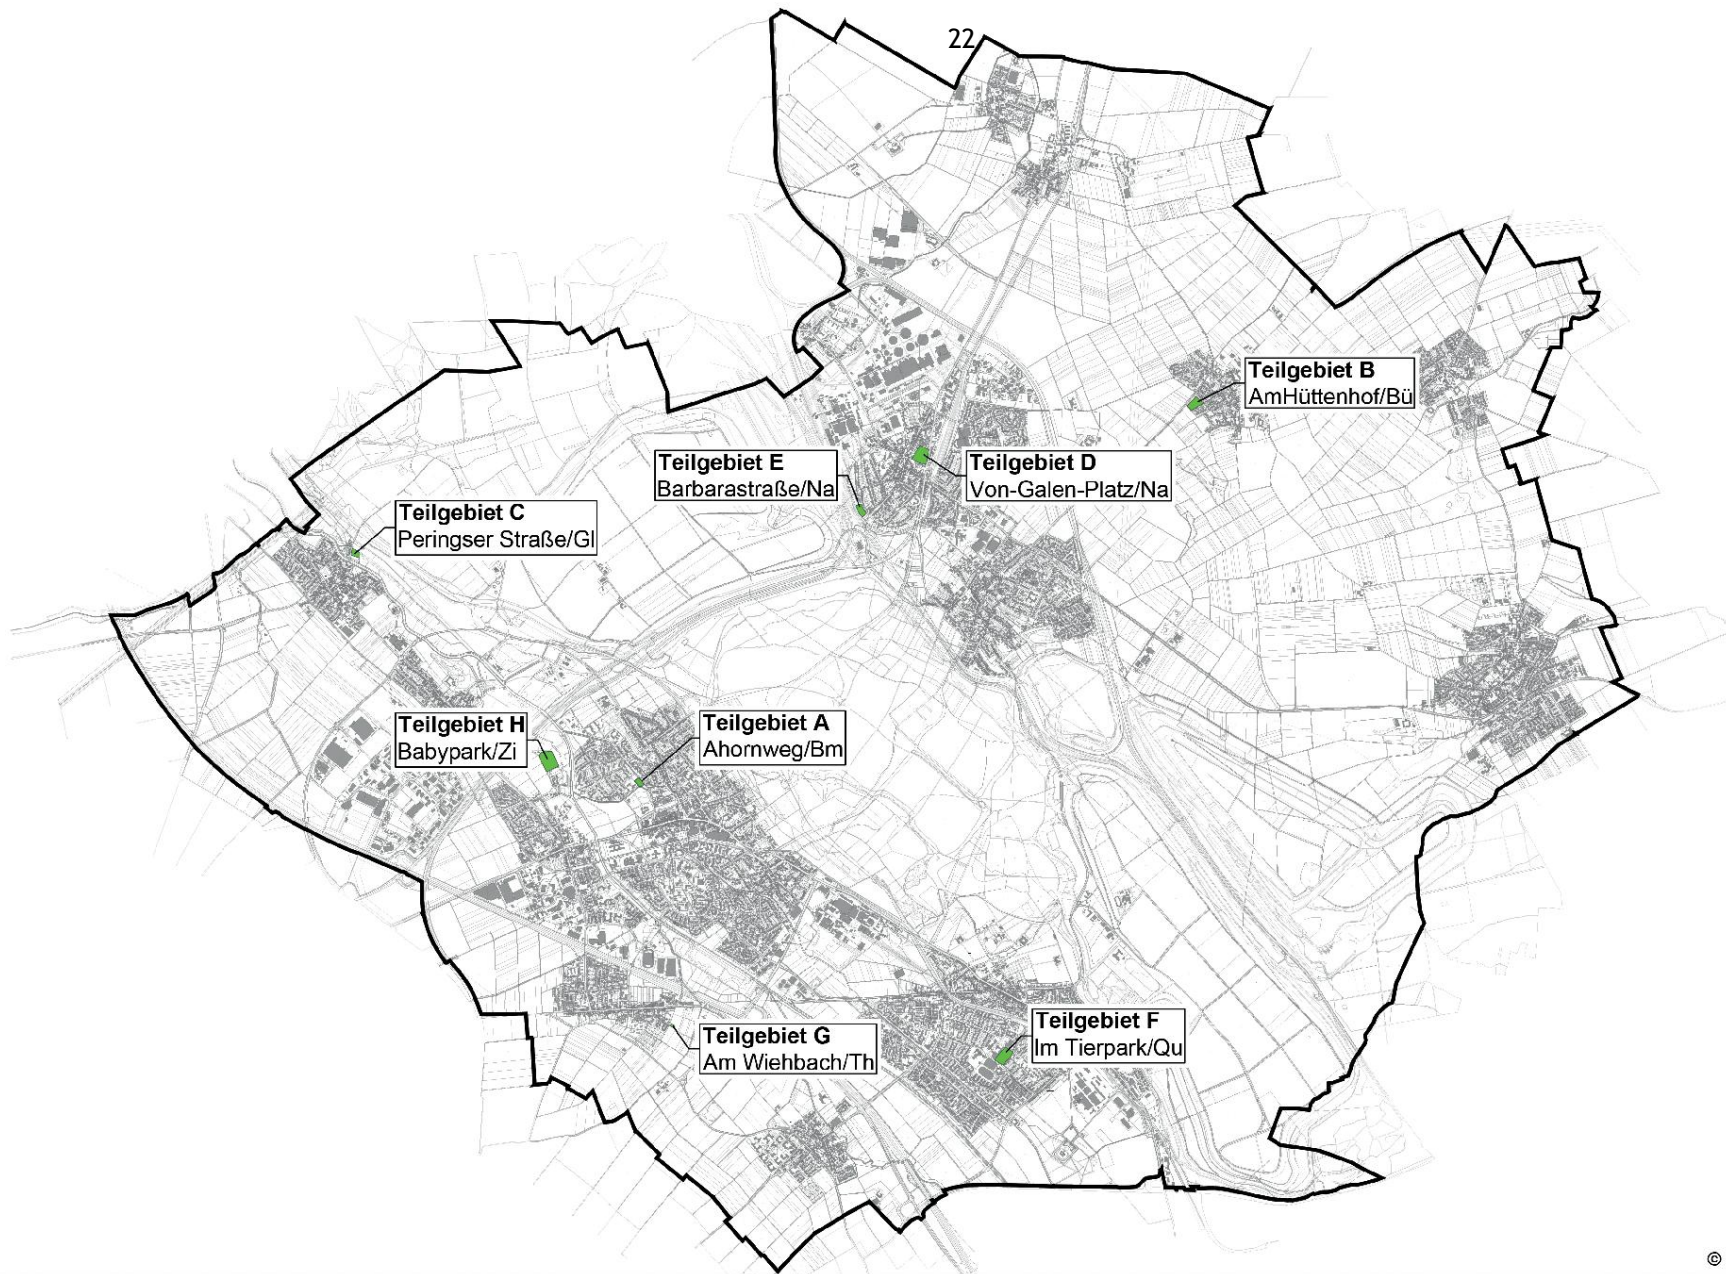 22
Teilgebiet B
AmHüttenhof/Bü
Teilgebiet E
Barbarastraße/Na
Teilgebiet D
Von-Galen-Platz/Na
Teilgebiet C
Peringser Straße/Gl
Teilgebiet H
Babypark/Zi
Teilgebiet A
Ahornweg/Bm
Teilgebiet G
Am Wiehbach/Th
Teilgebiet F
Im Tierpark/Qu
©